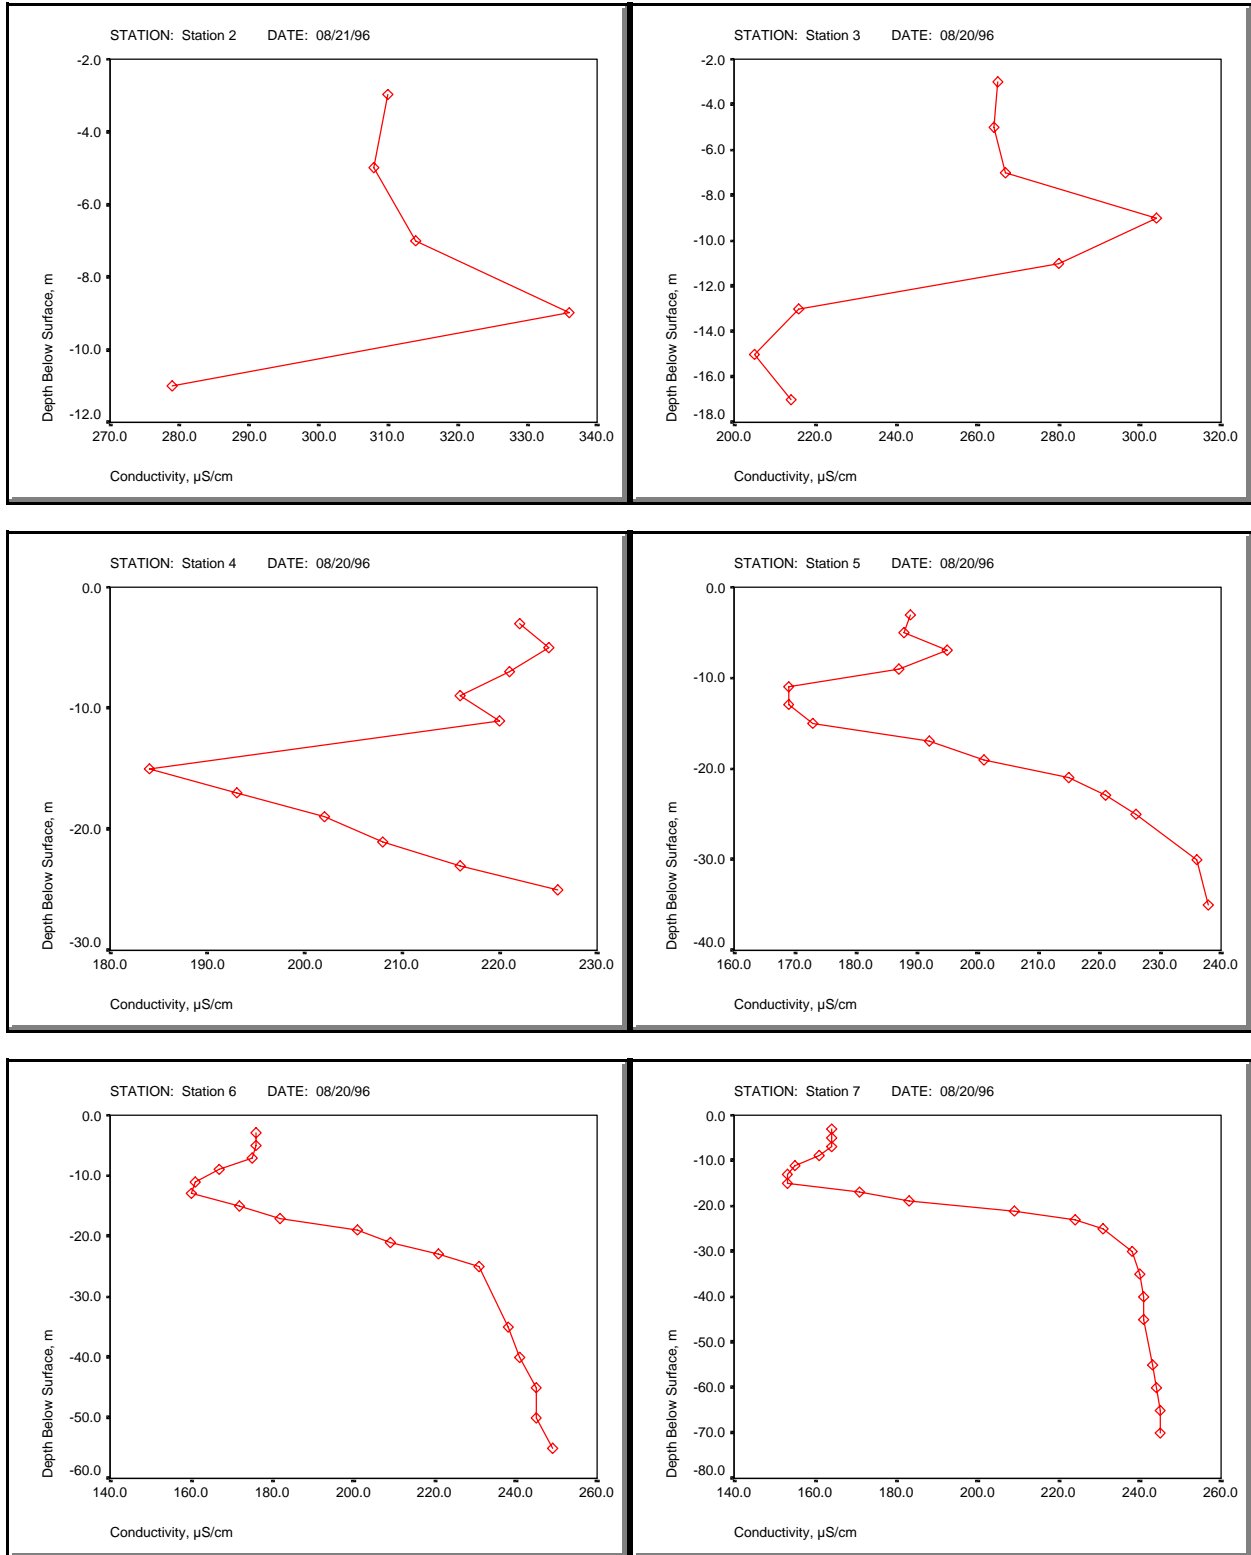 STATION: Station 2 DATE: 08/21/96
-2.0
-4.0
-6.0
-8.0
-10.0
-12.0
Depth Below Surface, m
270.0 280.0 290.0 300.0 310.0 320.0 330.0 340.0
Conductivity, µS/cm
STATION: Station 3 DATE: 08/20/96
-2.0
-4.0
-6.0
-8.0
-10.0
-12.0
-14.0
-16.0
-18.0
Depth Below Surface, m
200.0 220.0 240.0 260.0 280.0 300.0 320.0
Conductivity, µS/cm
STATION: Station 4 DATE: 08/20/96
0.0
-10.0
-20.0
-30.0
Depth Below Surface, m
180.0 190.0 200.0 210.0 220.0 230.0
Conductivity, µS/cm
STATION: Station 5 DATE: 08/20/96
0.0
-10.0
-20.0
-30.0
-40.0
Depth Below Surface, m
160.0 170.0 180.0 190.0 200.0 210.0 220.0 230.0 240.0
Conductivity, µS/cm
STATION: Station 6 DATE: 08/20/96
0.0
-10.0
-20.0
-30.0
-40.0
-50.0
-60.0
Depth Below Surface, m
140.0 160.0 180.0 200.0 220.0 240.0 260.0
Conductivity, µS/cm
STATION: Station 7 DATE: 08/20/96
0.0
-10.0
-20.0
-30.0
-40.0
-50.0
-60.0
-70.0
-80.0
Depth Below Surface, m
140.0 160.0 180.0 200.0 220.0 240.0 260.0
Conductivity, µS/cm